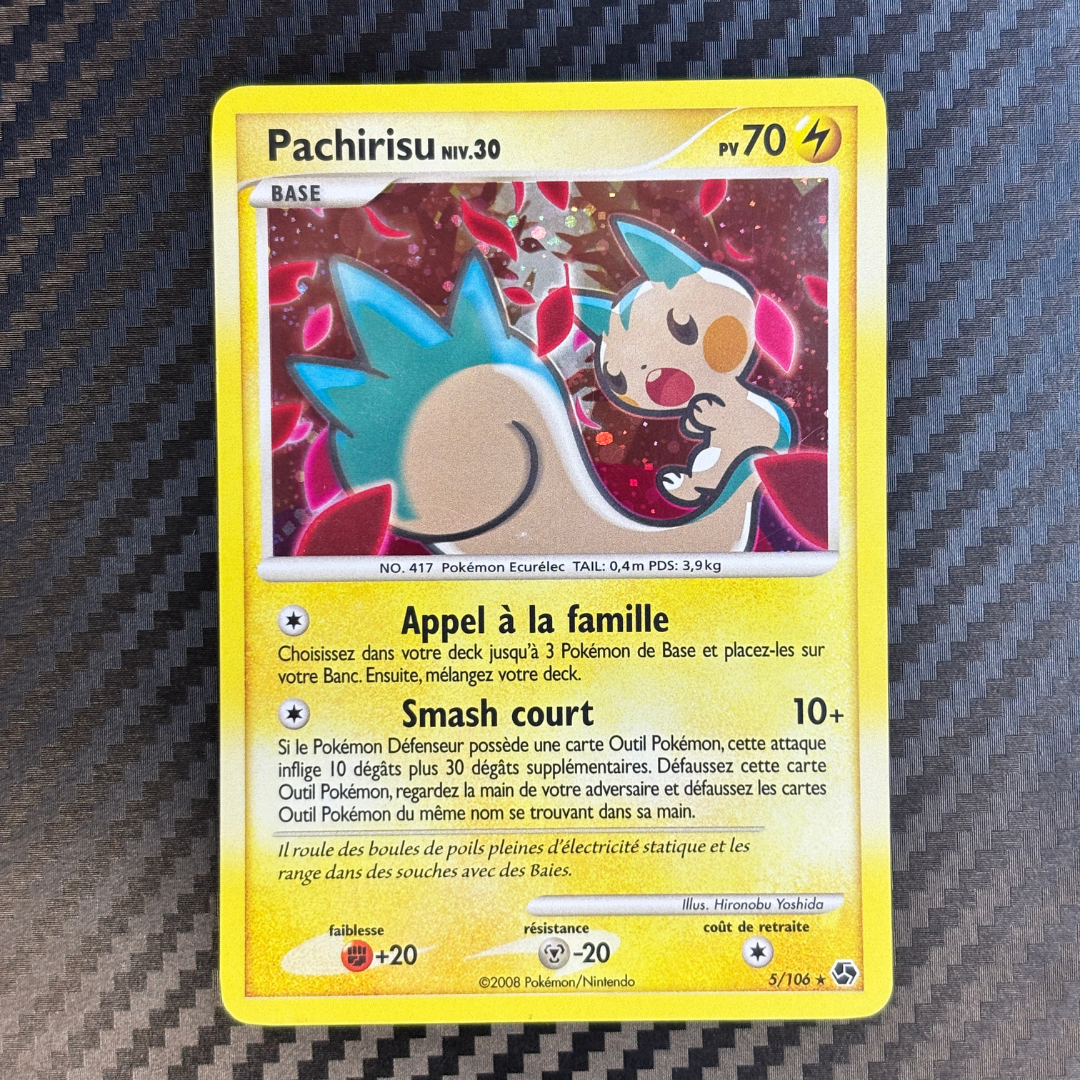 Pachirisu NIV.30
PV 70
BASE
NO. 417 Pokémon Ecurélec TAIL: 0,4m PDS: 3,9kg
Appel à la famille
Choisissez dans votre deck jusqu'à 3 Pokémon de Base et placez-les sur
votre Banc. Ensuite, mélangez votre deck.
Smash court 10+
Si le Pokémon Défenseur possède une carte Outil Pokémon, cette attaque
inflige 10 dégâts plus 30 dégâts supplémentaires. Défaussez cette carte
Outil Pokémon, regardez la main de votre adversaire et défaussez les cartes
Outil Pokémon du même nom se trouvant dans sa main.
Il roule des boules de poils pleines d'électricité statique et les
range dans des souches avec des Baies.
Illus. Hironobu Yoshida
faiblesse résistance coût de retraite
+20 -20
©2008 Pokémon/Nintendo 5/106 ★